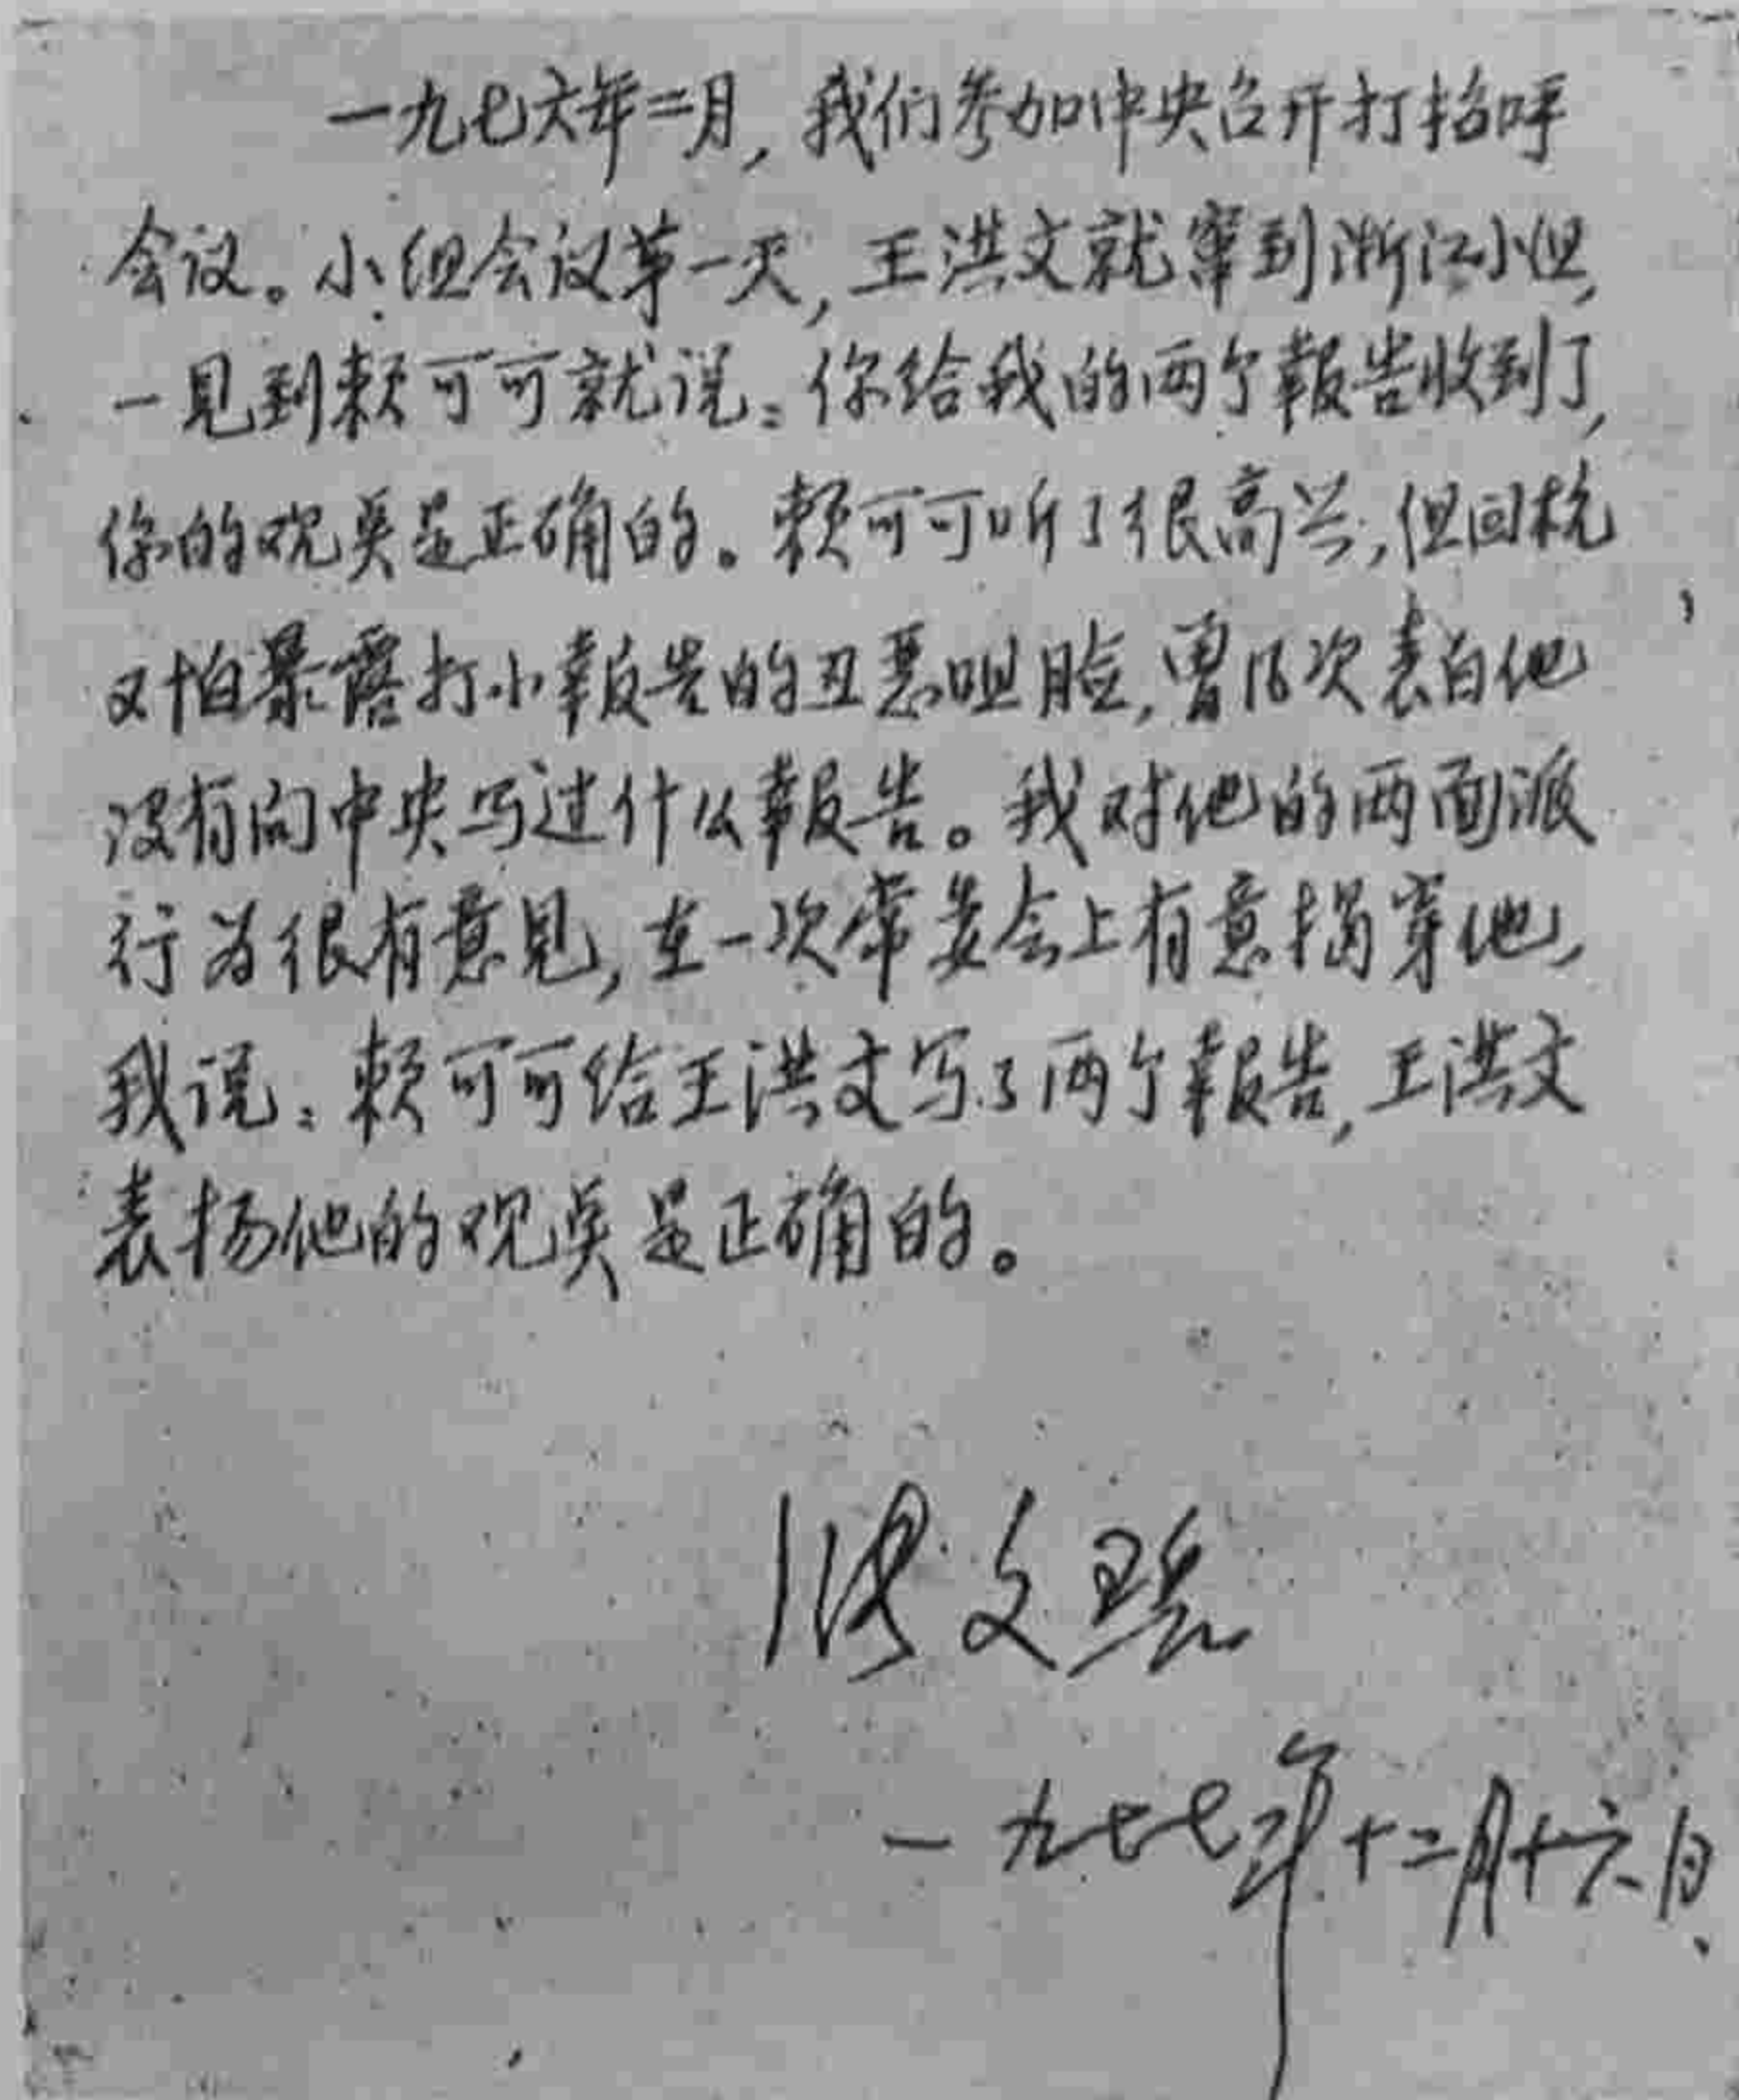 一九七六年二月，我们参加中央召开打招呼
会议。小组会议第一天，王洪文就窜到浙江小组，
一见到赖可可就说：你给我的两个報告收到了，
你的观奌是正确的。赖可可听了很高兴，但回杭
又怕暴露打小報告的丑恶咀脸，曾几次表白他
没有向中央写过什么報告。我对他的两面派
行为很有意见，在一次常委会上有意揭穿他，
我说：赖可可给王洪文写了两个報告，王洪文
表扬他的观奌是正确的。
文
一九七七年十二月十六日